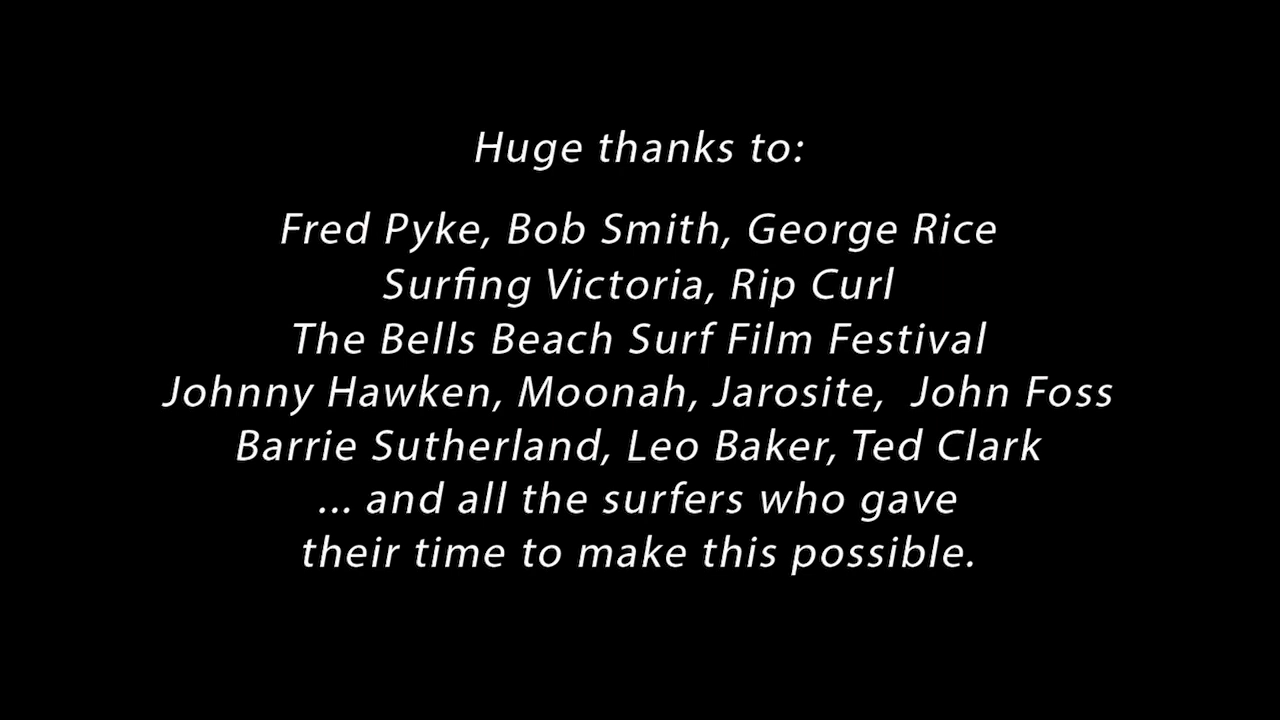 Huge thanks to:
Fred Pyke, Bob Smith, George Rice
Surfing Victoria, Rip Curl
The Bells Beach Surf Film Festival
Johnny Hawken, Moonah, Jarosite,  John Foss
Barrie Sutherland, Leo Baker, Ted Clark
... and all the surfers who gave
their time to make this possible.